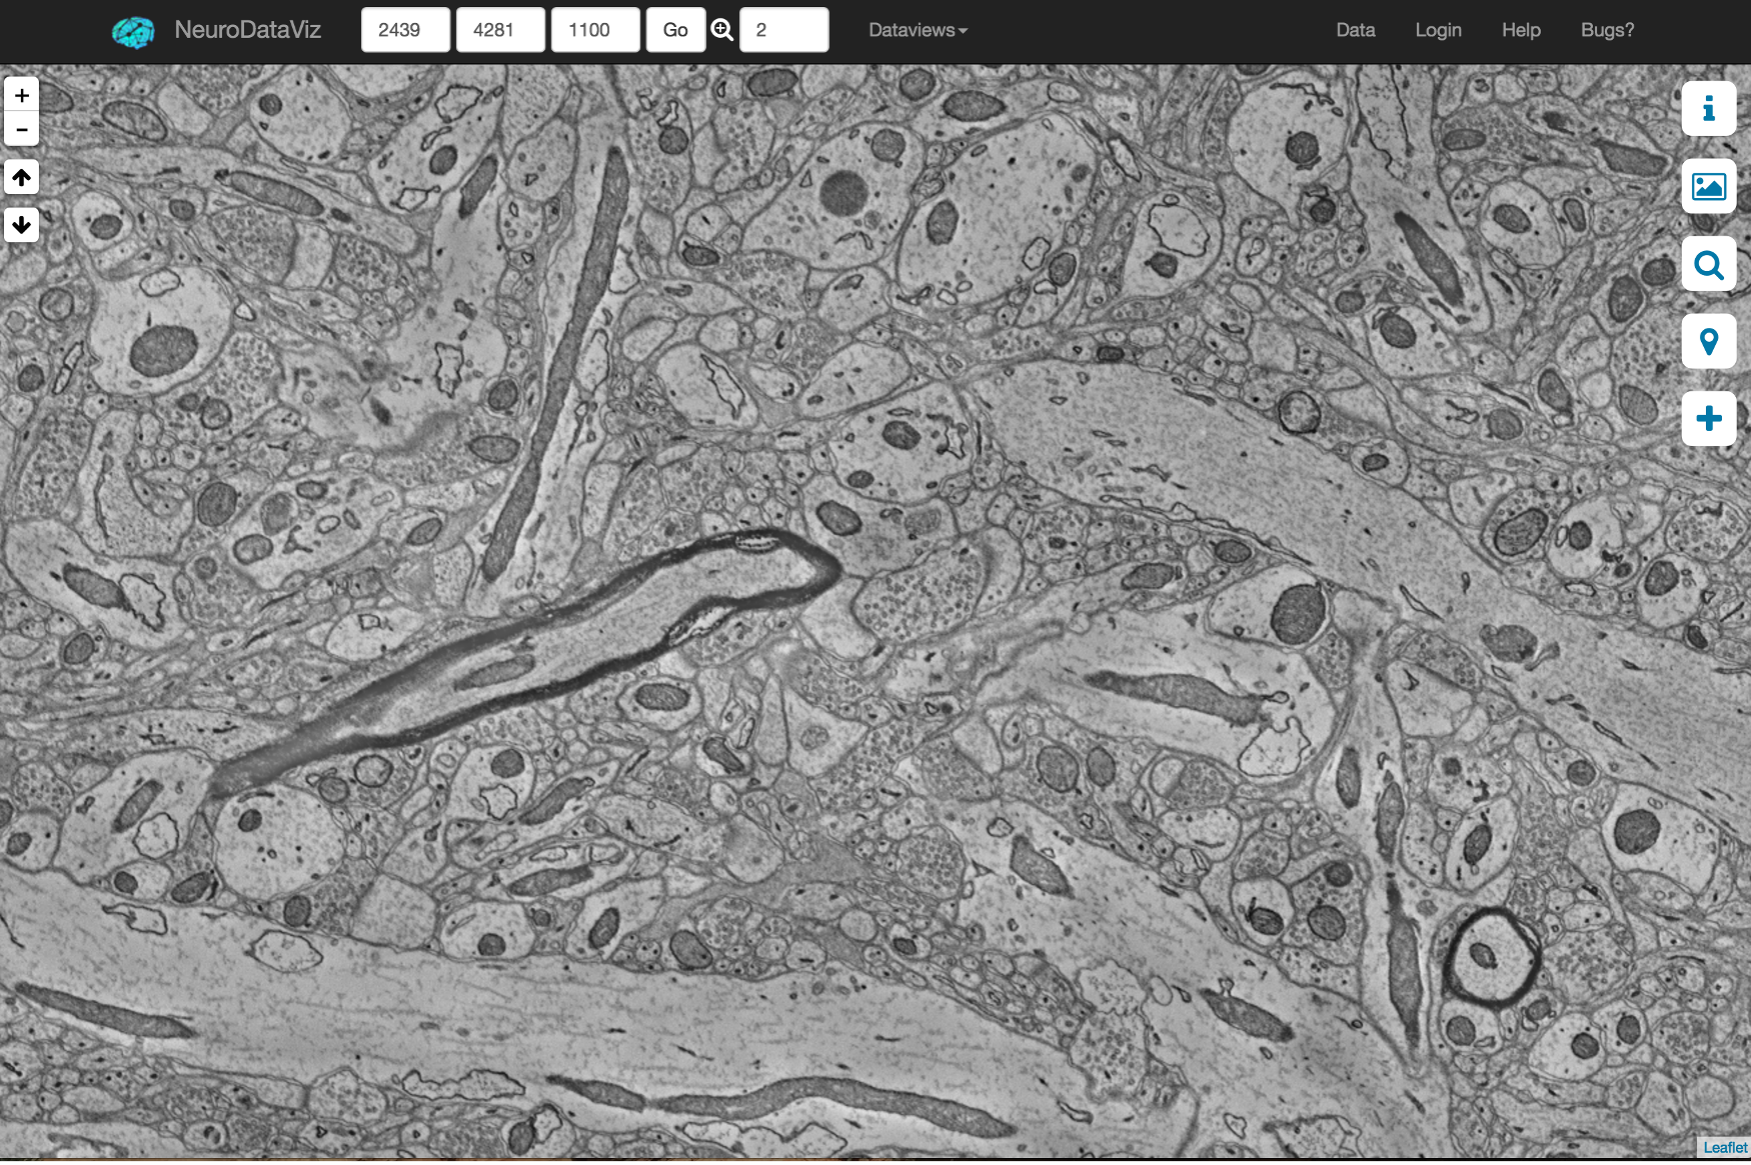 NeuroDataViz 2439 4281 1100 Go 2 Dataviews Data Login Help Bugs?
+
-
i
Leaflet